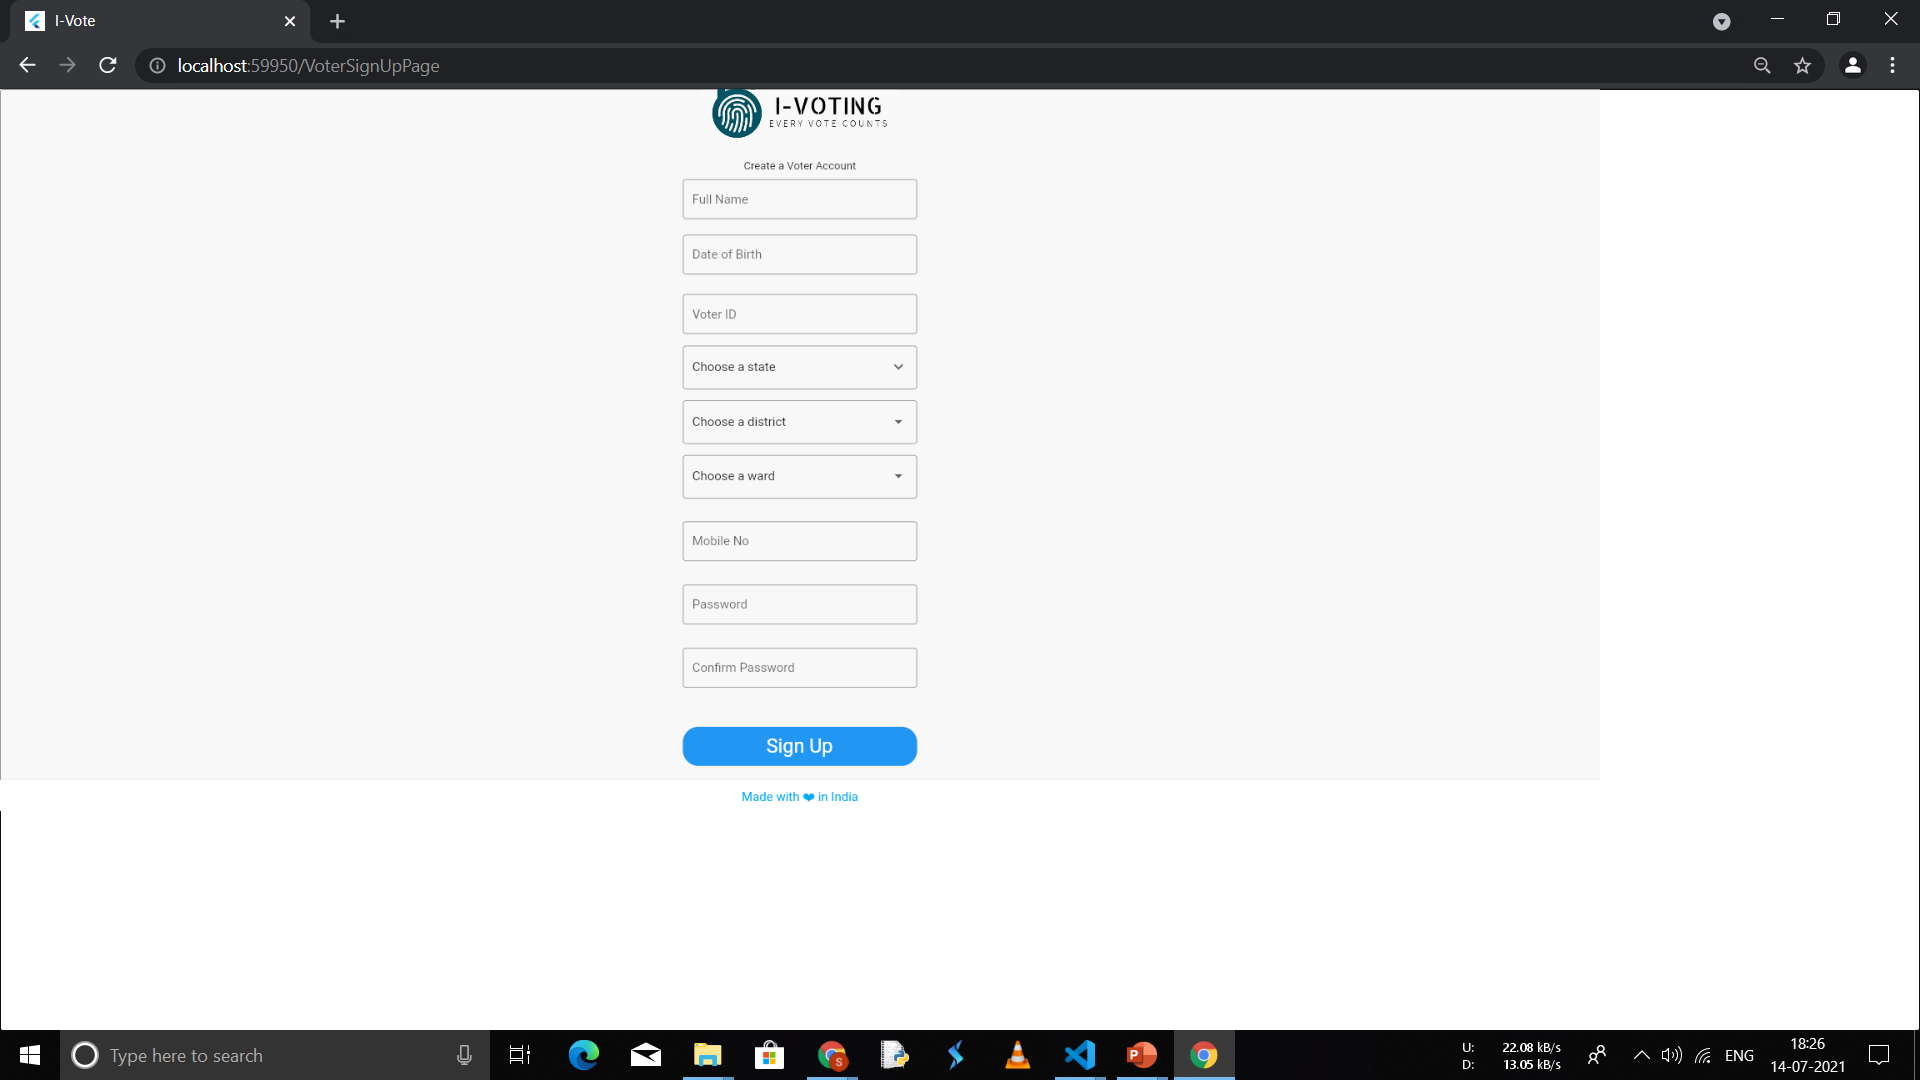 I-Vote
localhost:59950/VoterSignUpPage
I-VOTING
EVERY VOTE COUNTS
Create a Voter Account
Full Name
Date of Birth
Voter ID
Choose a state
Choose a district
Choose a ward
Mobile No
Password
Confirm Password
Sign Up
Made with ❤ in India
Type here to search
S
P
U: 22.08 kB/s
D: 13.05 kB/s
ENG
18:26
14-07-2021